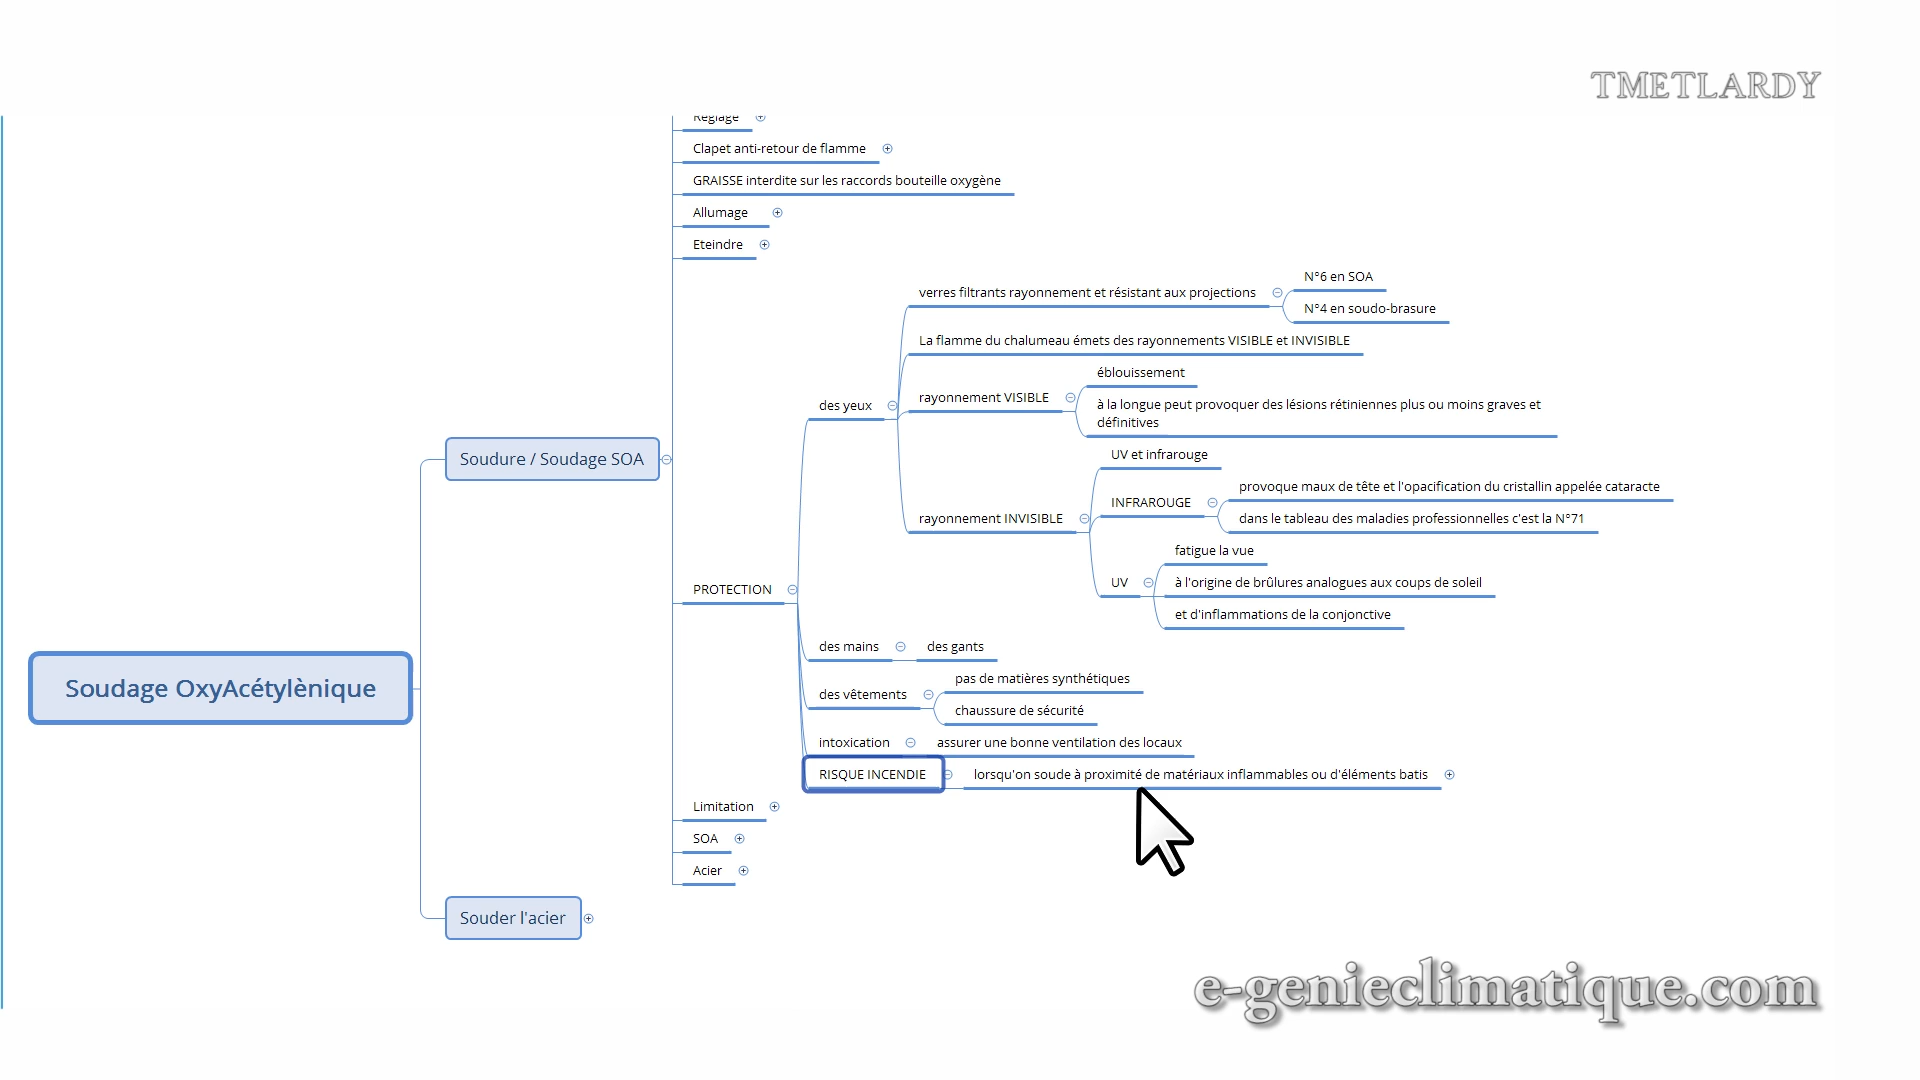 TMETLARDY
Réglage
Clapet anti-retour de flamme
GRAISSE interdite sur les raccords bouteille oxygène
Allumage
Eteindre
N°6 en SOA
verres filtrants rayonnement et résistant aux projections
N°4 en soudo-brasure
La flamme du chalumeau émets des rayonnements VISIBLE et INVISIBLE
éblouissement
rayonnement VISIBLE
des yeux
à la longue peut provoquer des lésions rétiniennes plus ou moins graves et
définitives
Soudure / Soudage SOA
UV et infrarouge
provoque maux de tête et l'opacification du cristallin appelée cataracte
INFRAROUGE
rayonnement INVISIBLE
dans le tableau des maladies professionnelles c'est la N°71
fatigue la vue
UV
à l'origine de brûlures analogues aux coups de soleil
PROTECTION
et d'inflammations de la conjonctive
des mains
des gants
pas de matières synthétiques
Soudage OxyAcétylènique
des vêtements
chaussure de sécurité
intoxication
assurer une bonne ventilation des locaux
RISQUE INCENDIE
lorsqu'on soude à proximité de matériaux inflammables ou d'éléments batis
Limitation
SOA
Acier
Souder l'acier
e-genieclimatique.com